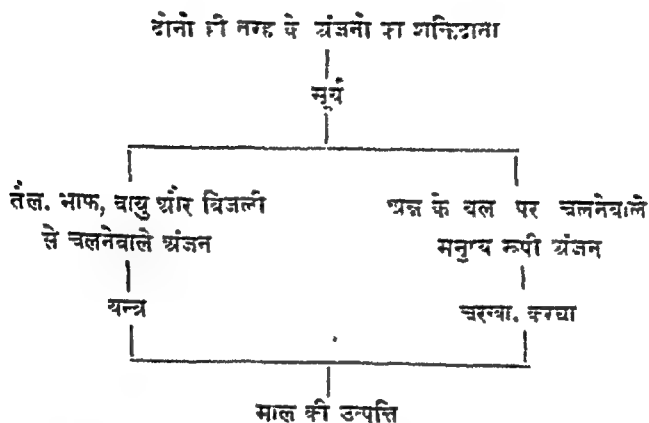 दोनो ही तरह के अंजनो का शक्तिदाता
सूर्य
तेल. भाफ, वायु और बिजली
से चलनेवाले अंजन
अन्न के बल पर चलनेवाले
मनुष्य रूपी अंजन
यन्त्र
चरखा. करघा
माल की उत्पत्ति